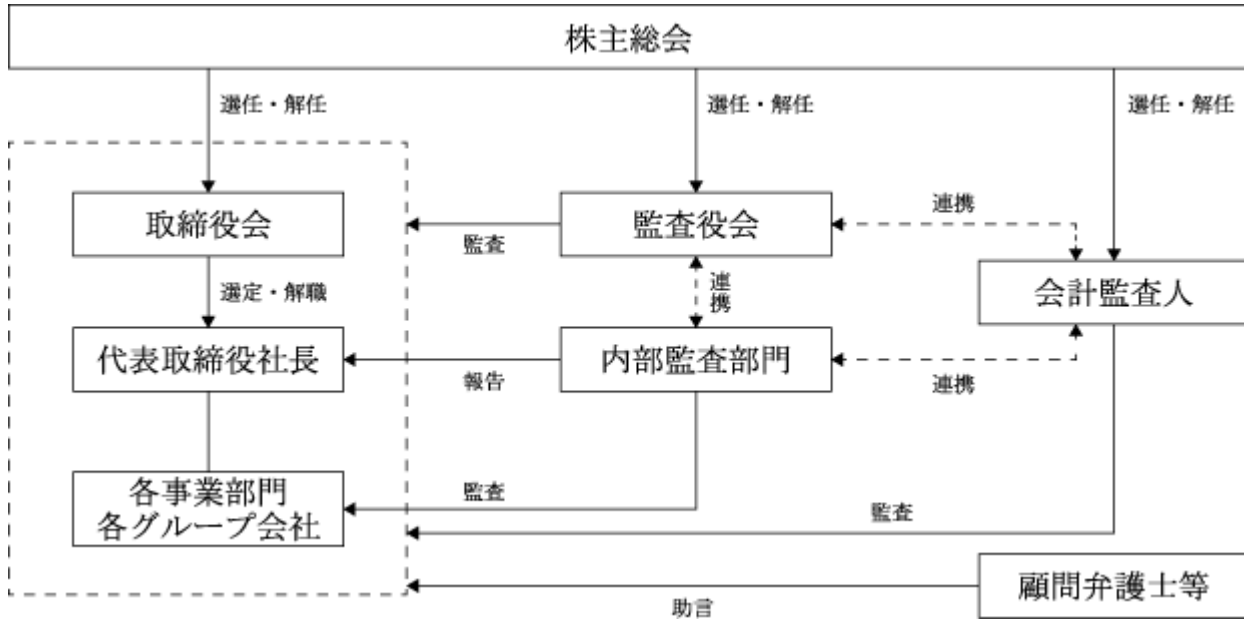 株主総会
選任・解任
選任・解任
選任・解任
取締役会
監査役会
連携
監査
会計監査人
選定・解職
連携
代表取締役社長
内部監査部門
報告
連携
各事業部門
各グループ会社
監査
監査
顧問弁護士等
助言